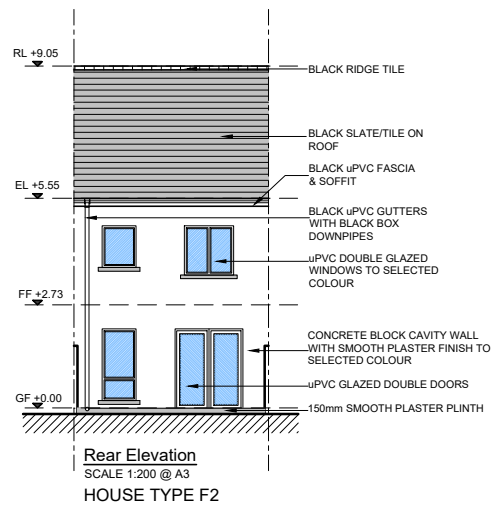 RL +9.05
BLACK RIDGE TILE
BLACK SLATE/TILE ON
ROOF
BLACK uPVC FASCIA
& SOFFIT
EL +5.55
BLACK uPVC GUTTERS
WITH BLACK BOX
DOWNPIPES
uPVC DOUBLE GLAZED
WINDOWS TO SELECTED
COLOUR
FF +2.73
CONCRETE BLOCK CAVITY WALL
WITH SMOOTH PLASTER FINISH TO
SELECTED COLOUR
uPVC GLAZED DOUBLE DOORS
GF +0.00
150mm SMOOTH PLASTER PLINTH
Rear Elevation
SCALE 1:200 @ A3
HOUSE TYPE F2